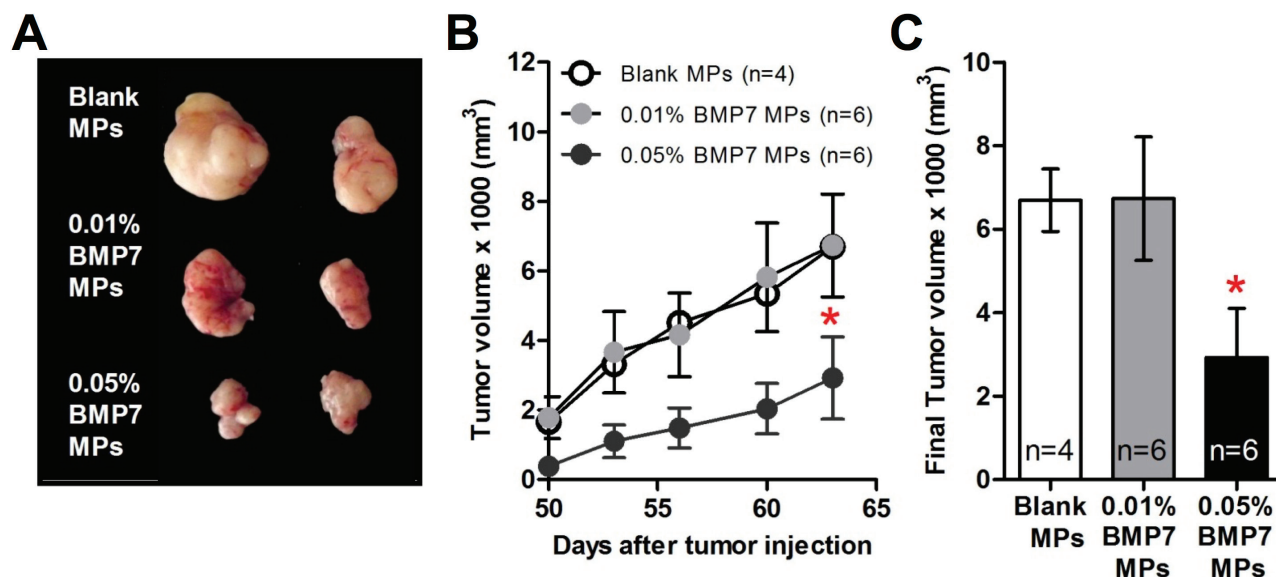 A
Blank
MPs
0.01%
BMP7
MPs
0.05%
BMP7
MPs
B
Tumor volume x 1000 (mm³)
12
10
8
6
4
2
0
Blank MPs (n=4)
0.01% BMP7 MPs (n=6)
0.05% BMP7 MPs (n=6)
*
50
55
60
65
Days after tumor injection
C
Final Tumor volume x 1000 (mm³)
10
8
6
4
2
0
*
n=4
n=6
n=6
Blank
MPs
0.01%
BMP7
MPs
0.05%
BMP7
MPs